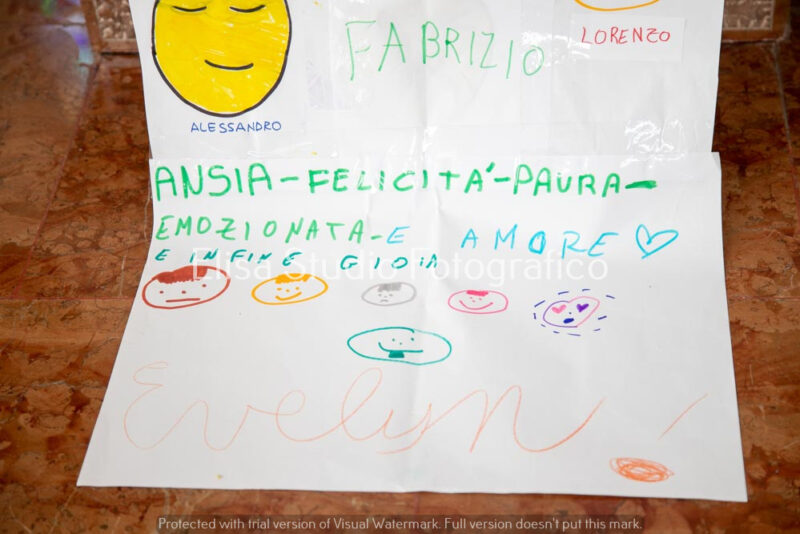 FABRIZIO
LORENZO
ALESSANDRO
ANSIA-FELICITÀ-PAURA-
EMOZIONATA-E AMORE
E INFINE GIOIA
Elisa Studio Fotografico
Evelyn
Protected with trial version of Visual Watermark. Full version doesn't put this mark.